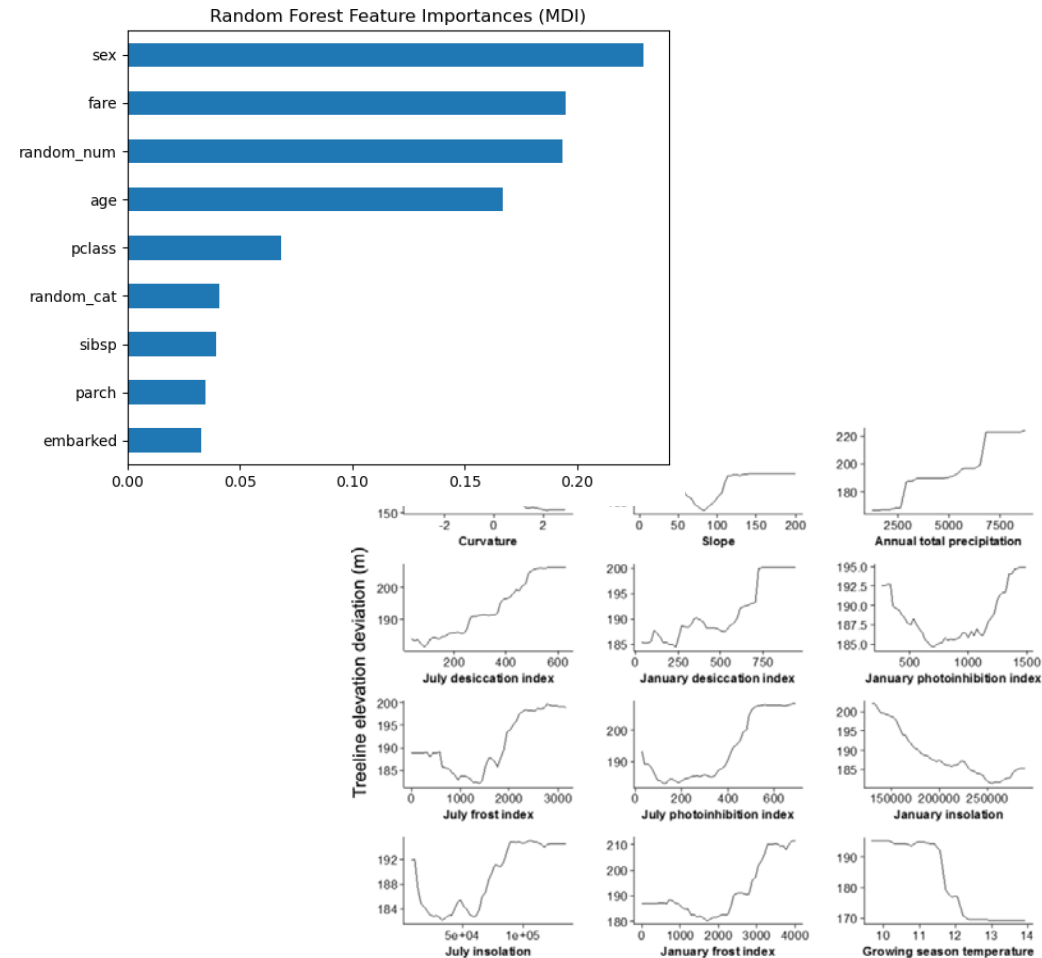 Random Forest Feature Importances (MDI)
sex
fare
random_num
age
pclass
random_cat
sibsp
parch
embarked
0.00 0.05 0.10 0.15 0.20
Treeline elevation deviation (m)
150
-2 0 2
Curvature
0 50 100 150 200
Slope
220
200
180
2500 5000 7500
Annual total precipitation
200
190
200 400 600
July desiccation index
200
195
190
185
0 250 500 750
January desiccation index
195.0
192.5
190.0
187.5
185.0
500 1000 1500
January photoinhibition index
200
195
190
185
0 1000 2000 3000
July frost index
200
190
0 200 400 600
July photoinhibition index
200
195
190
185
150000 200000 250000
January insolation
192
188
184
5e+04 1e+05
July insolation
210
200
190
180
0 1000 2000 3000 4000
January frost index
190
180
170
10 11 12 13 14
Growing season temperature